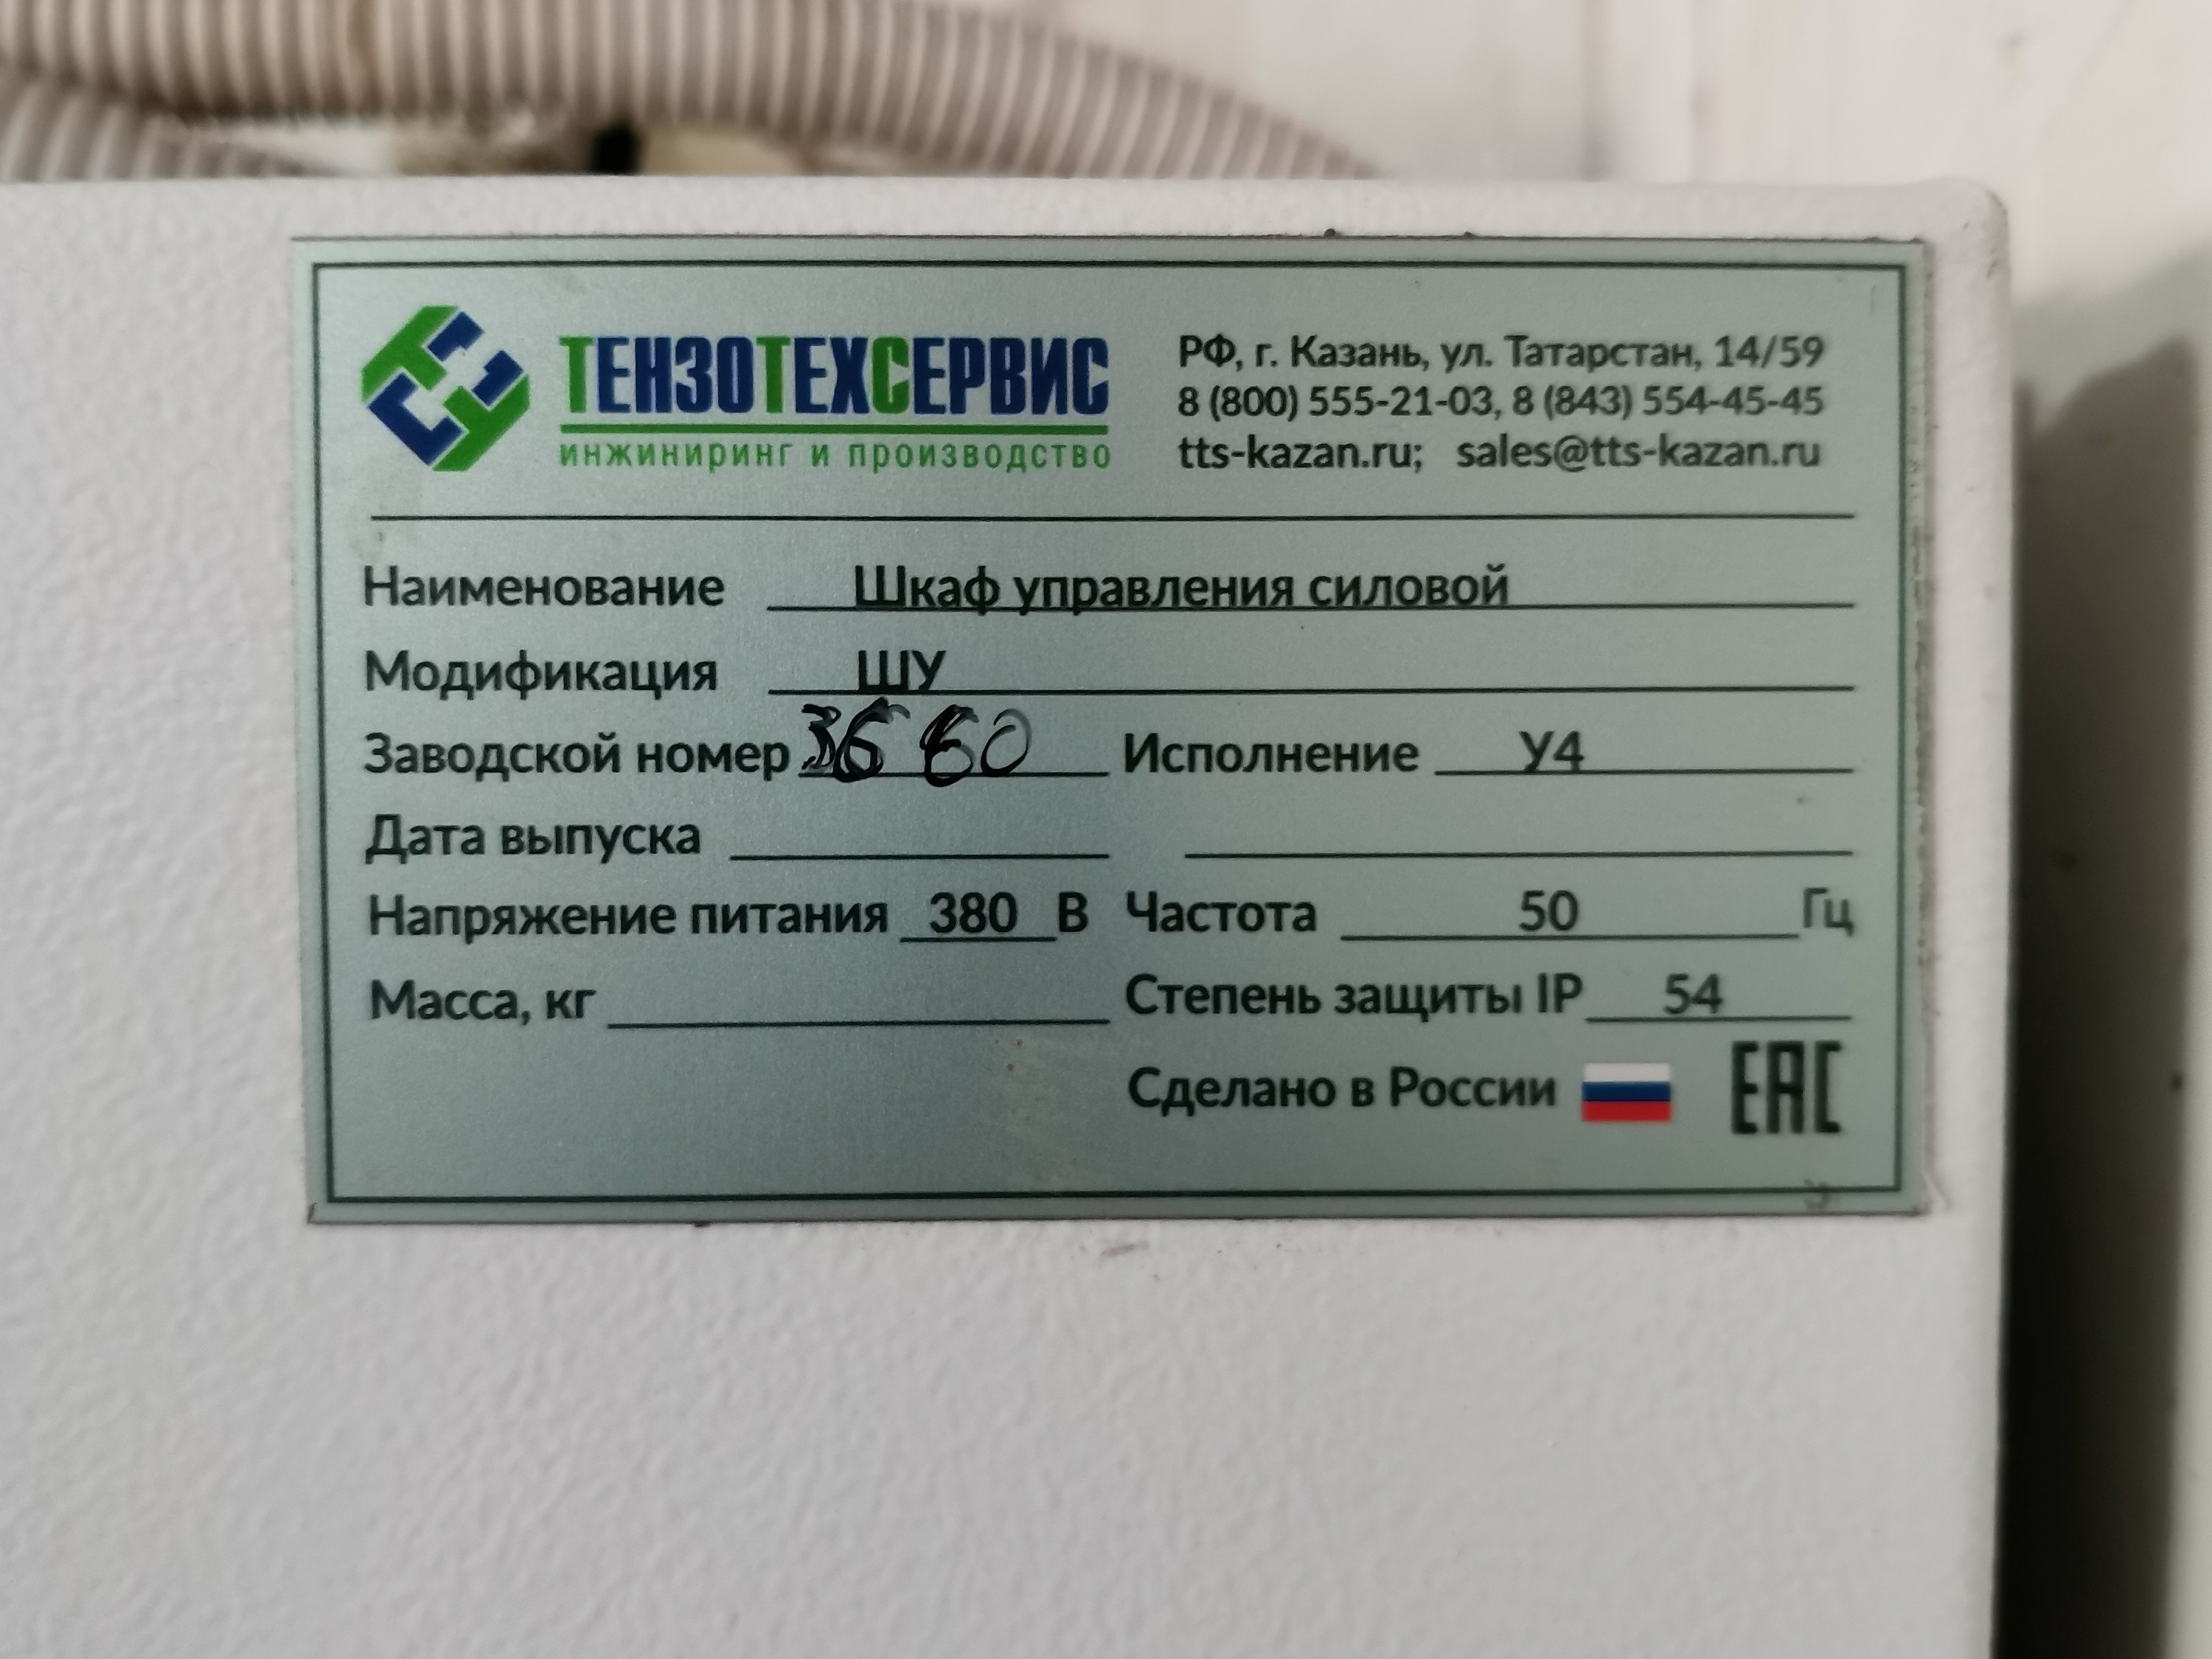 ТЕНЗОТЕХСЕРВИС
ИНЖИНИРИНГ И ПРОИЗВОДСТВО
РФ, г. Казань, ул. Татарстан, 14/59
8 (800) 555-21-03, 8 (843) 554-45-45
tts-kazan.ru; sales@tts-kazan.ru
Наименование Шкаф управления силовой
Модификация ШУ
Заводской номер Исполнение У4
Дата выпуска
Напряжение питания 380 В Частота 50 Гц
Масса, кг Степень защиты IP 54
Сделано в России EAC